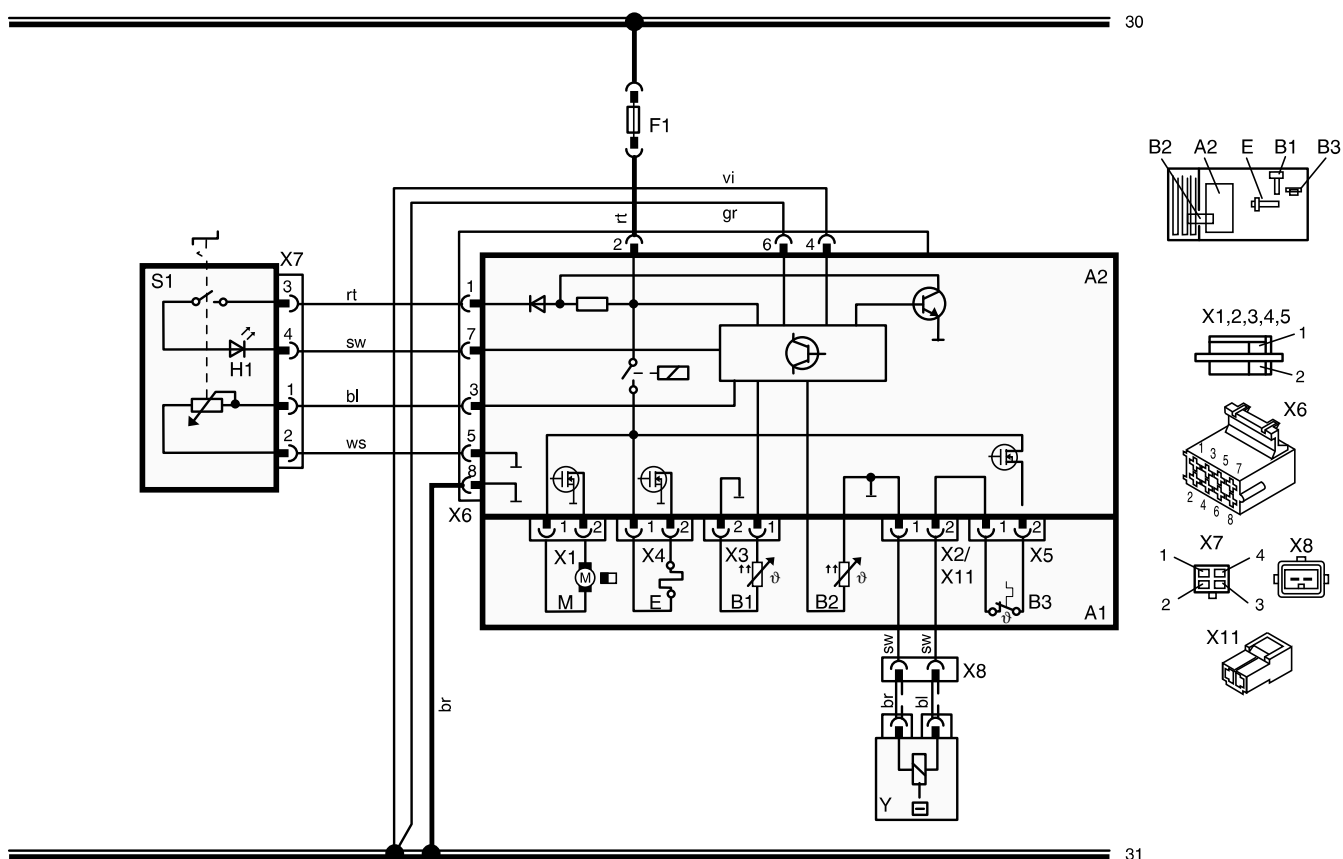 30
F1
vi
gr
rt
2
6
4
S1
X7
3
rt
1
A2
4
sw
7
H1
1
bl
3
2
ws
5
8
X6
1
2
1
2
2
1
1
2
1
2
X1
X4
X3
X2/
X11
X5
M
M
E
B1
ϑ
B2
ϑ
ϑ
B3
A1
sw
sw
X8
br
bl
Y
br
31
B2
A2
E
B1
B3
X1,2,3,4,5
1
2
X6
1
3
5
7
2
4
6
8
X7
X8
1
4
2
3
X11